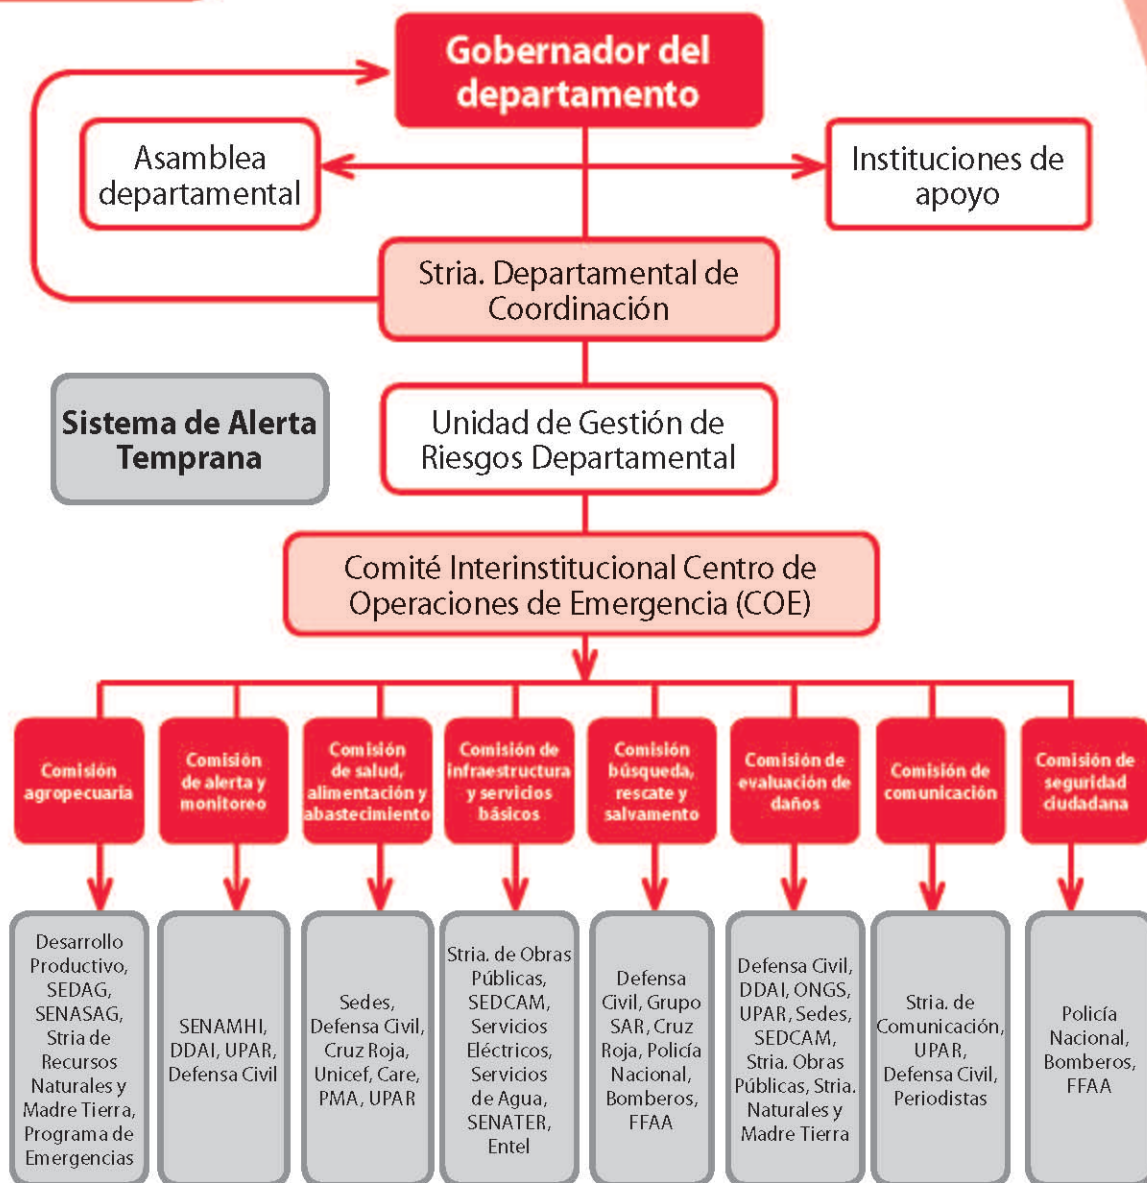 Gobernador del
departamento
Asamblea
departamental
Instituciones de
apoyo
Stria. Departamental de
Coordinación
Sistema de Alerta
Temprana
Unidad de Gestión de
Riesgos Departamental
Comité Interinstitucional Centro de
Operaciones de Emergencia (COE)
Comisión
agropecuaria
Comisión
de alerta y
monitoreo
Comisión
de salud,
alimentación y
abastecimiento
Comisión de
infraestructura
y servicios
básicos
Comisión
búsqueda,
rescate y
salvamento
Comisión de
evaluación de
daños
Comisión de
comunicación
Comisión de
seguridad
ciudadana
Desarrollo
Productivo,
SEDAG,
SENASAG,
Stria de
Recursos
Naturales y
Madre Tierra,
Programa de
Emergencias
SENAMHI,
DDAI, UPAR,
Defensa Civil
Sedes,
Defensa Civil,
Cruz Roja,
Unicef, Care,
PMA, UPAR
Stria. de Obras
Públicas,
SEDCAM,
Servicios
Eléctricos,
Servicios
de Agua,
SENATER,
Entel
Defensa
Civil, Grupo
SAR, Cruz
Roja, Policía
Nacional,
Bomberos,
FFAA
Defensa Civil,
DDAI, ONGS,
UPAR, Sedes,
SEDCAM,
Stria. Obras
Públicas, Stria.
Naturales y
Madre Tierra
Stria. de
Comunicación,
UPAR,
Defensa Civil,
Periodistas
Policía
Nacional,
Bomberos,
FFAA